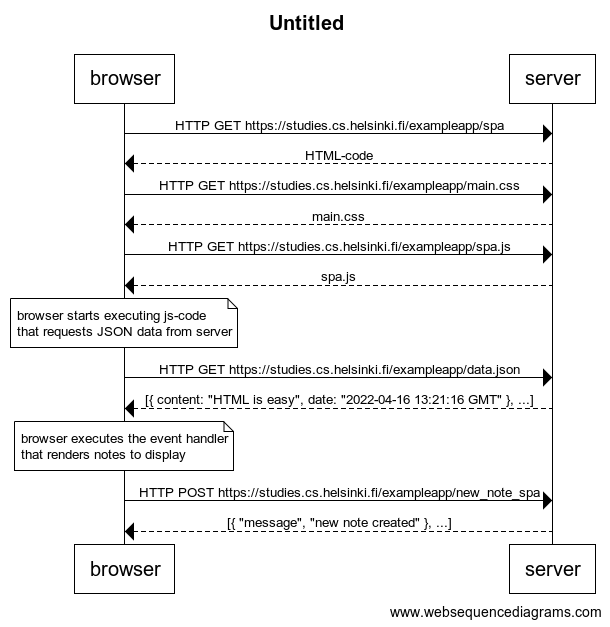 Untitled
browser
server
HTTP GET https://studies.cs.helsinki.fi/exampleapp/spa
HTML-code
HTTP GET https://studies.cs.helsinki.fi/exampleapp/main.css
main.css
HTTP GET https://studies.cs.helsinki.fi/exampleapp/spa.js
spa.js
browser starts executing js-code
that requests JSON data from server
HTTP GET https://studies.cs.helsinki.fi/exampleapp/data.json
[{ content: "HTML is easy", date: "2022-04-16 13:21:16 GMT" }, ...]
browser executes the event handler
that renders notes to display
HTTP POST https://studies.cs.helsinki.fi/exampleapp/new_note_spa
[{ "message", "new note created" }, ...]
browser
server
www.websequencediagrams.com